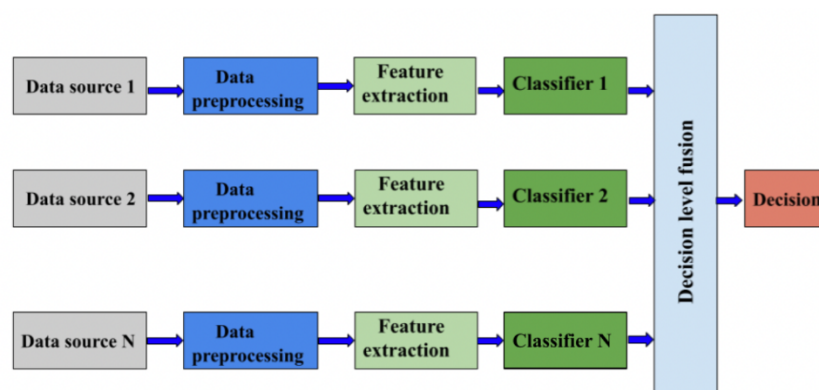 Data source 1
Data
preprocessing
Feature
extraction
Classifier 1
Data source 2
Data
preprocessing
Feature
extraction
Classifier 2
Data source N
Data
preprocessing
Feature
extraction
Classifier N
Decision level fusion
Decision